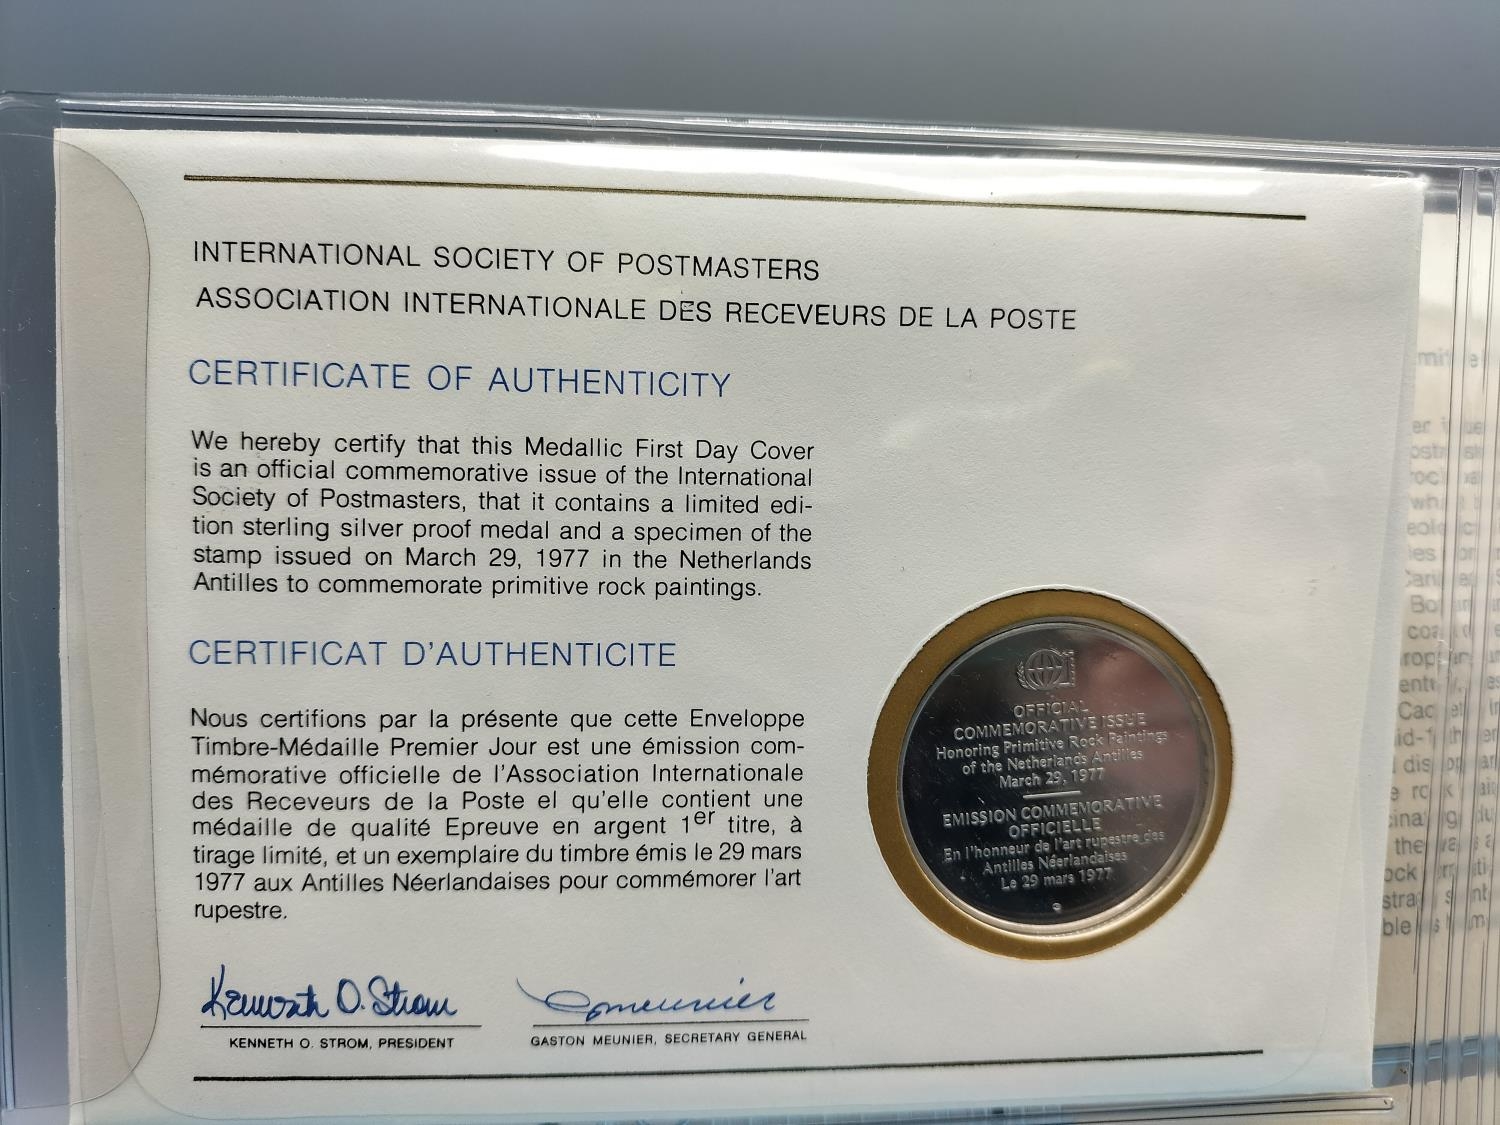 INTERNATIONAL SOCIETY OF POSTMASTERS
ASSOCIATION INTERNATIONALE DES RECEVEURS DE LA POSTE
CERTIFICATE OF AUTHENTICITY
We hereby certify that this Medallic First Day Cover
is an official commemorative issue of the International
Society of Postmasters, that it contains a limited edi-
tion sterling silver proof medal and a specimen of the
stamp issued on March 29, 1977 in the Netherlands
Antilles to commemorate primitive rock paintings.
CERTIFICAT D'AUTHENTICITE
Nous certifions par la présente que cette Enveloppe
Timbre-Médaille Premier Jour est une émission com-
mémorative officielle de l'Association Internationale
des Receveurs de la Poste el qu'elle contient une
médaille de qualité Epreuve en argent 1er titre, à
tirage limité, et un exemplaire du timbre émis le 29 mars
1977 aux Antilles Néerlandaises pour commémorer l'art
rupestre.
Kenneth O. Strom
GMeunier
KENNETH O. STROM, PRESIDENT
GASTON MEUNIER, SECRETARY GENERAL
OFFICIAL
COMMEMORATIVE ISSUE
Honoring Primitive Rock Paintings
of the Netherlands Antilles
March 29, 1977
EMISSION COMMEMORATIVE
OFFICIELLE
En l'honneur de l'art rupestre des
Antilles Néerlandaises
Le 29 mars 1977